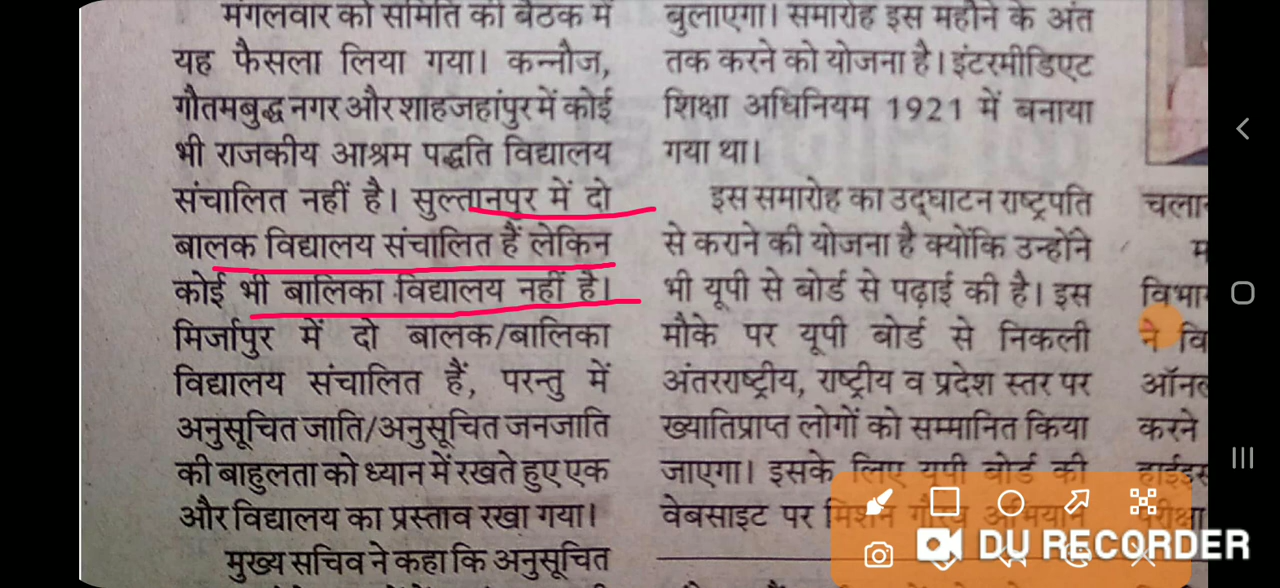 मंगलवार को समिति की बैठक में
यह फैसला लिया गया। कन्नौज,
गौतमबुद्ध नगर और शाहजहांपुर में कोई
भी राजकीय आश्रम पद्धति विद्यालय
संचालित नहीं है। सुल्तानपुर में दो
बालक विद्यालय संचालित हैं लेकिन
कोई भी बालिका विद्यालय नहीं है।
मिर्जापुर में दो बालक/बालिका
विद्यालय संचालित हैं, परन्तु में
अनुसूचित जाति/अनुसूचित जनजाति
की बाहुलता को ध्यान में रखते हुए एक
और विद्यालय का प्रस्ताव रखा गया।
मुख्य सचिव ने कहा कि अनुसूचित
बुलाएगा। समारोह इस महीने के अंत
तक करने को योजना है। इंटरमीडिएट
शिक्षा अधिनियम 1921 में बनाया
गया था।
इस समारोह का उद्घाटन राष्ट्रपति
से कराने की योजना है क्योंकि उन्होंने
भी यूपी से बोर्ड से पढ़ाई की है। इस
मौके पर यूपी बोर्ड से निकली
अंतरराष्ट्रीय, राष्ट्रीय व प्रदेश स्तर पर
ख्यातिप्राप्त लोगों को सम्मानित किया
जाएगा। इसके लिए यूपी बोर्ड की
वेबसाइट पर मिशन गौरव अभियान
विभा
ने वि
करने
DU RECORDER